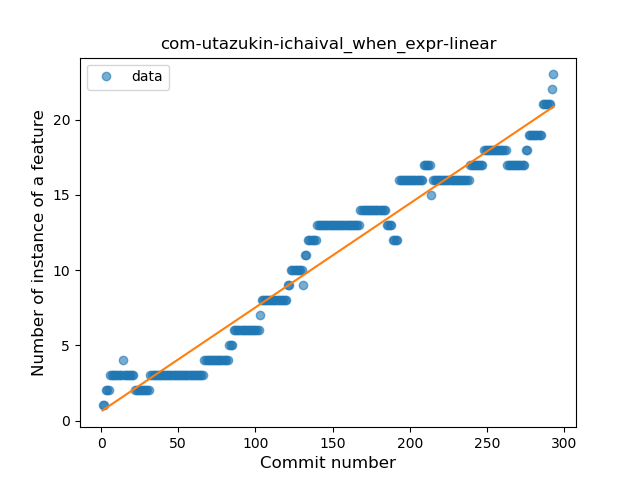 com-utazukin-ichaival_when_expr-linear
data
Number of instance of a feature
20
15
10
5
0
0 50 100 150 200 250 300
Commit number